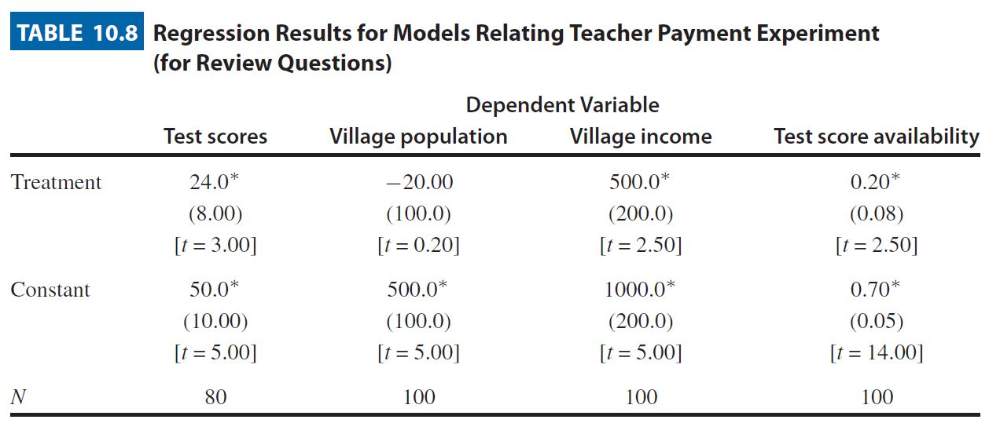 TABLE 10.8 Regression Results for Models Relating Teacher Payment Experiment
(for Review Questions)
Dependent Variable
Test scores Village population Village income Test score availability
Treatment 24.0* −20.00 500.0* 0.20*
(8.00) (100.0) (200.0) (0.08)
[t = 3.00] [t = 0.20] [t = 2.50] [t = 2.50]
Constant 50.0* 500.0* 1000.0* 0.70*
(10.00) (100.0) (200.0) (0.05)
[t = 5.00] [t = 5.00] [t = 5.00] [t = 14.00]
N 80 100 100 100